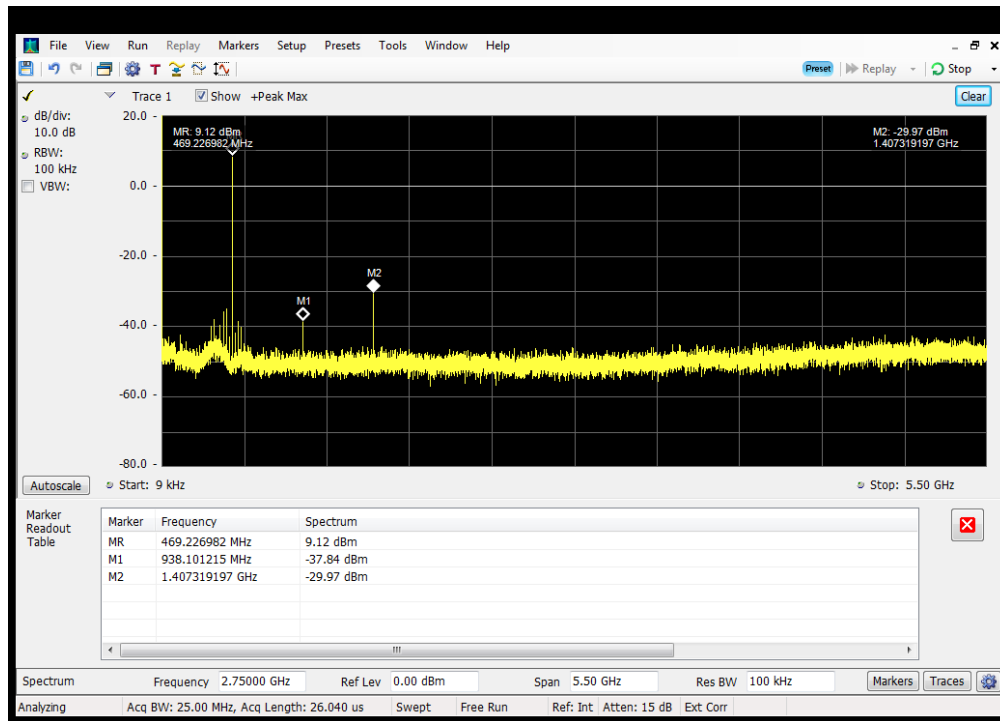 File View Run Replay Markers Setup Presets Tools Window Help
T Preset Replay Stop
Trace 1 Show +Peak Max Clear
dB/div:
10.0 dB
RBW:
100 kHz
VBW:
20.0
0.0
-20.0
-40.0
-60.0
-80.0
MR: 9.12 dBm
469.226982 MHz
M2: -29.97 dBm
1.407319197 GHz
M2
M1
Autoscale Start: 9 kHz Stop: 5.50 GHz
Marker
Readout
Table
Marker Frequency Spectrum
MR 469.226982 MHz 9.12 dBm
M1 938.101215 MHz -37.84 dBm
M2 1.407319197 GHz -29.97 dBm
Spectrum Frequency 2.75000 GHz Ref Lev 0.00 dBm Span 5.50 GHz Res BW 100 kHz Markers Traces
Analyzing Acq BW: 25.00 MHz, Acq Length: 26.040 us Swept Free Run Ref: Int Atten: 15 dB Ext Corr